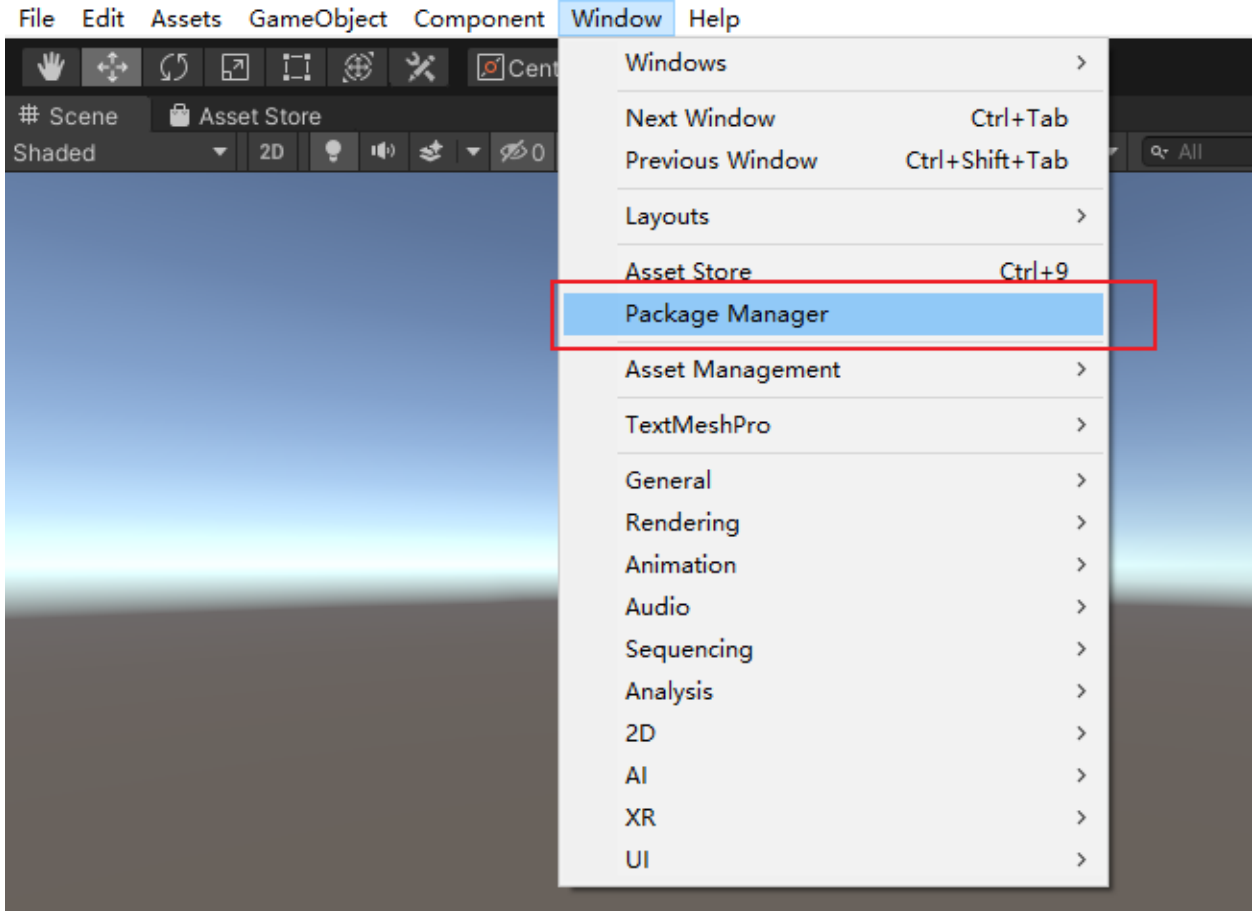 File Edit Assets GameObject Component Window Help
Cent
# Scene Asset Store
Shaded 2D 0 All
Windows
Next Window Ctrl+Tab
Previous Window Ctrl+Shift+Tab
Layouts
Asset Store Ctrl+9
Package Manager
Asset Management
TextMeshPro
General
Rendering
Animation
Audio
Sequencing
Analysis
2D
AI
XR
UI